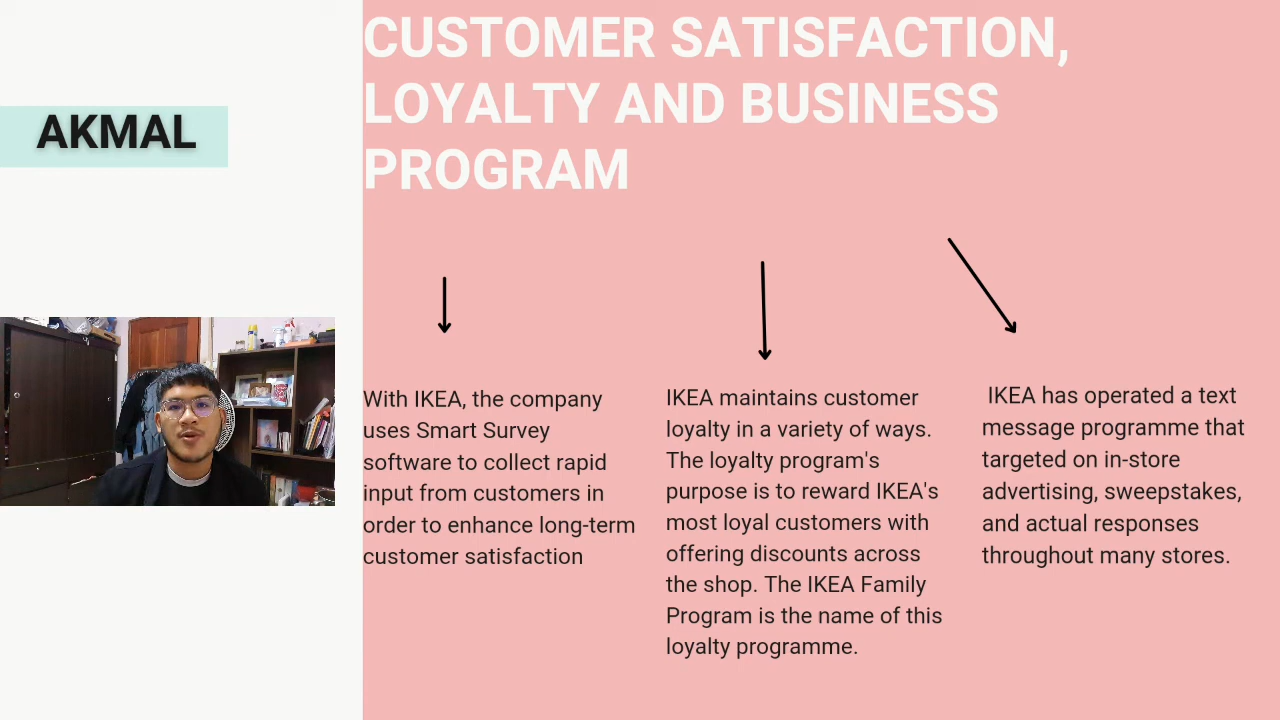 AKMAL
CUSTOMER SATISFACTION,
LOYALTY AND BUSINESS
PROGRAM
With IKEA, the company
uses Smart Survey
software to collect rapid
input from customers in
order to enhance long-term
customer satisfaction
IKEA maintains customer
loyalty in a variety of ways.
The loyalty program's
purpose is to reward IKEA's
most loyal customers with
offering discounts across
the shop. The IKEA Family
Program is the name of this
loyalty programme.
IKEA has operated a text
message programme that
targeted on in-store
advertising, sweepstakes,
and actual responses
throughout many stores.